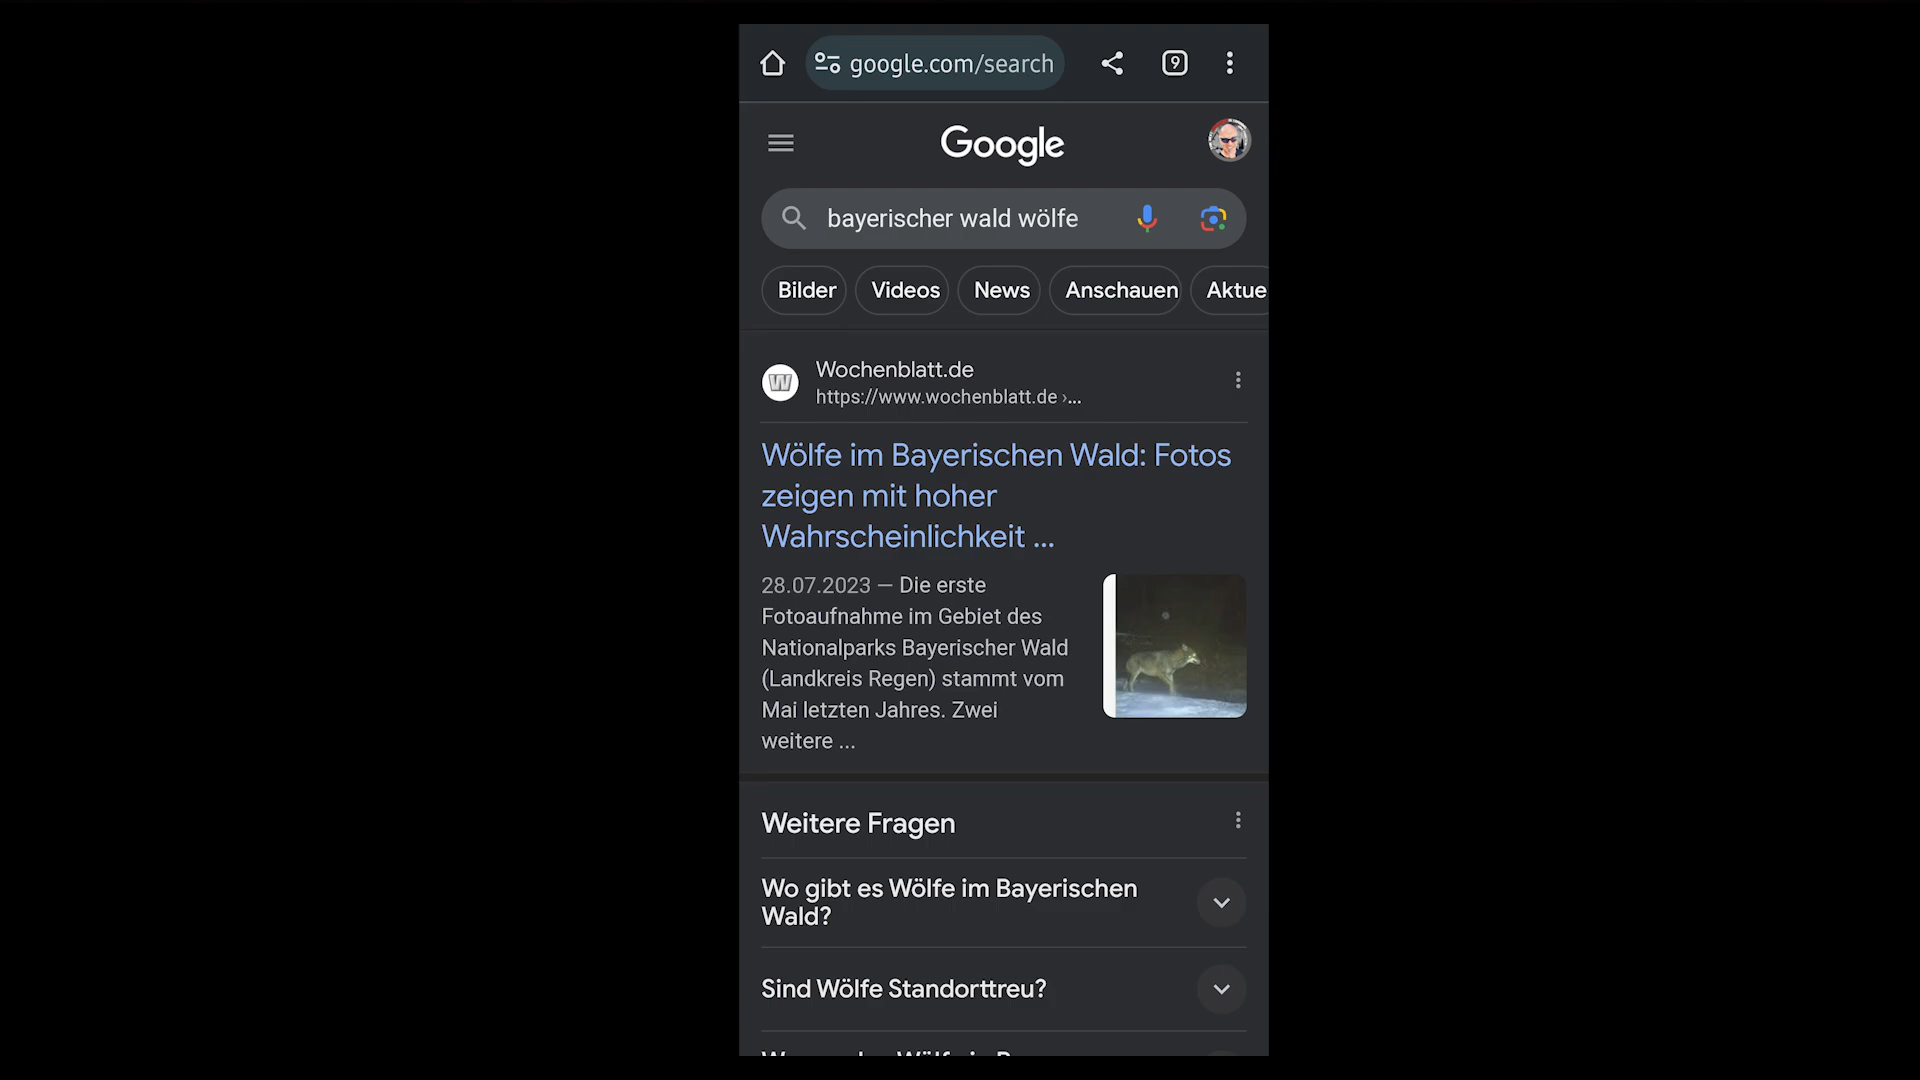 google.com/search
9
Google
bayerischer wald wölfe
Bilder
Videos
News
Anschauen
Aktue
W
Wochenblatt.de
https://www.wochenblatt.de ›...
Wölfe im Bayerischen Wald: Fotos
zeigen mit hoher
Wahrscheinlichkeit ...
28.07.2023 — Die erste
Fotoaufnahme im Gebiet des
Nationalparks Bayerischer Wald
(Landkreis Regen) stammt vom
Mai letzten Jahres. Zwei
weitere ...
Weitere Fragen
Wo gibt es Wölfe im Bayerischen
Wald?
Sind Wölfe Standorttreu?